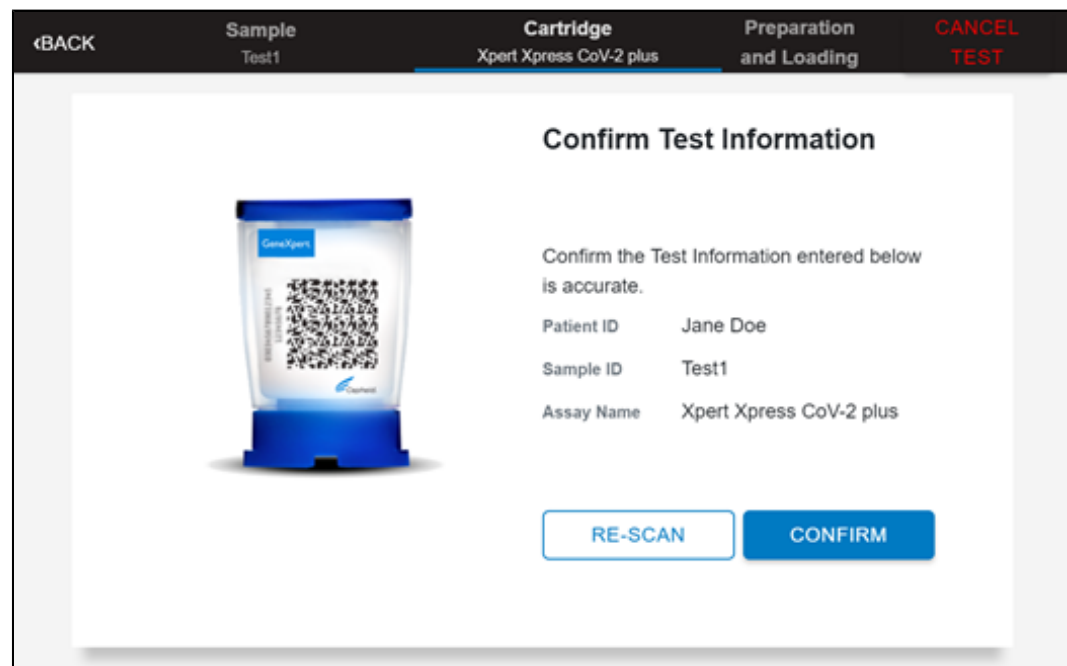 ‹BACK
Sample
Test1
Cartridge
Xpert Xpress CoV-2 plus
Preparation
and Loading
CANCEL
TEST
Confirm Test Information
GeneXpert
Cepheid
Confirm the Test Information entered below
is accurate.
Patient ID Jane Doe
Sample ID Test1
Assay Name Xpert Xpress CoV-2 plus
RE-SCAN CONFIRM